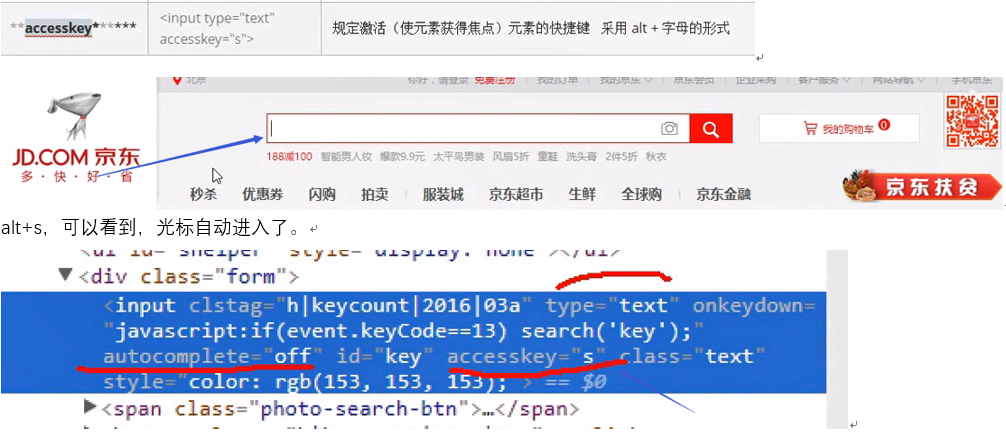 **accesskey*****
<input type="text" accesskey="s">
规定激活（使元素获得焦点）元素的快捷键 采用 alt + 字母的形式
北京 你好，请登录 免费注册 我的订单 我的京东 京东会员 企业采购 客户服务 网站导航 手机京东
JD.COM 京东
多·快·好·省
我的购物车 0
188减100 智能男人妆 爆款9.9元 太平鸟男装 风扇5折 童鞋 洗头膏 2件5折 秋衣
秒杀 优惠券 闪购 拍卖 服装城 京东超市 生鲜 全球购 京东金融
京东扶贫
alt+s，可以看到，光标自动进入了。
<ul id="shelper" style="display: none"></ul>
▼<div class="form">
<input clstag="h|keycount|2016|03a" type="text" onkeydown=
"javascript:if(event.keyCode==13) search('key');"
autocomplete="off" id="key" accesskey="s" class="text"
style="color: rgb(153, 153, 153);"> == $0
▶<span class="photo-search-btn">…</span>